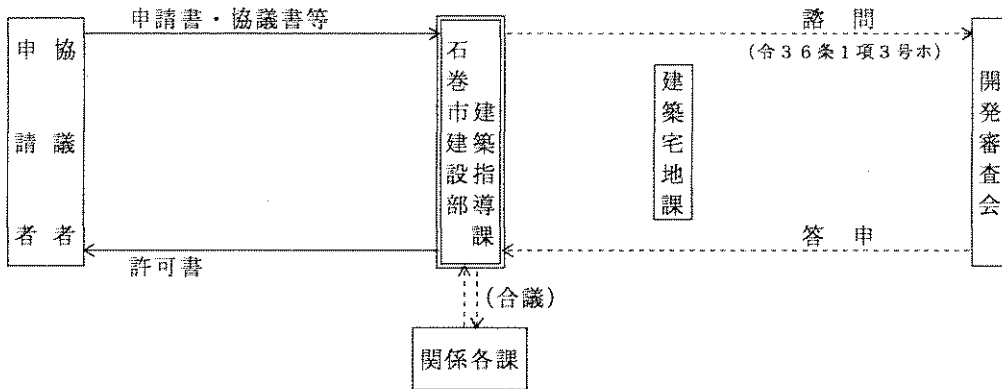 申請書・協議書等
諮問
(令36条1項3号ホ)
申請者
協議者
石巻市建設部
建築指導課
建築宅地課
開発審査会
許可書
答申
(合議)
関係各課